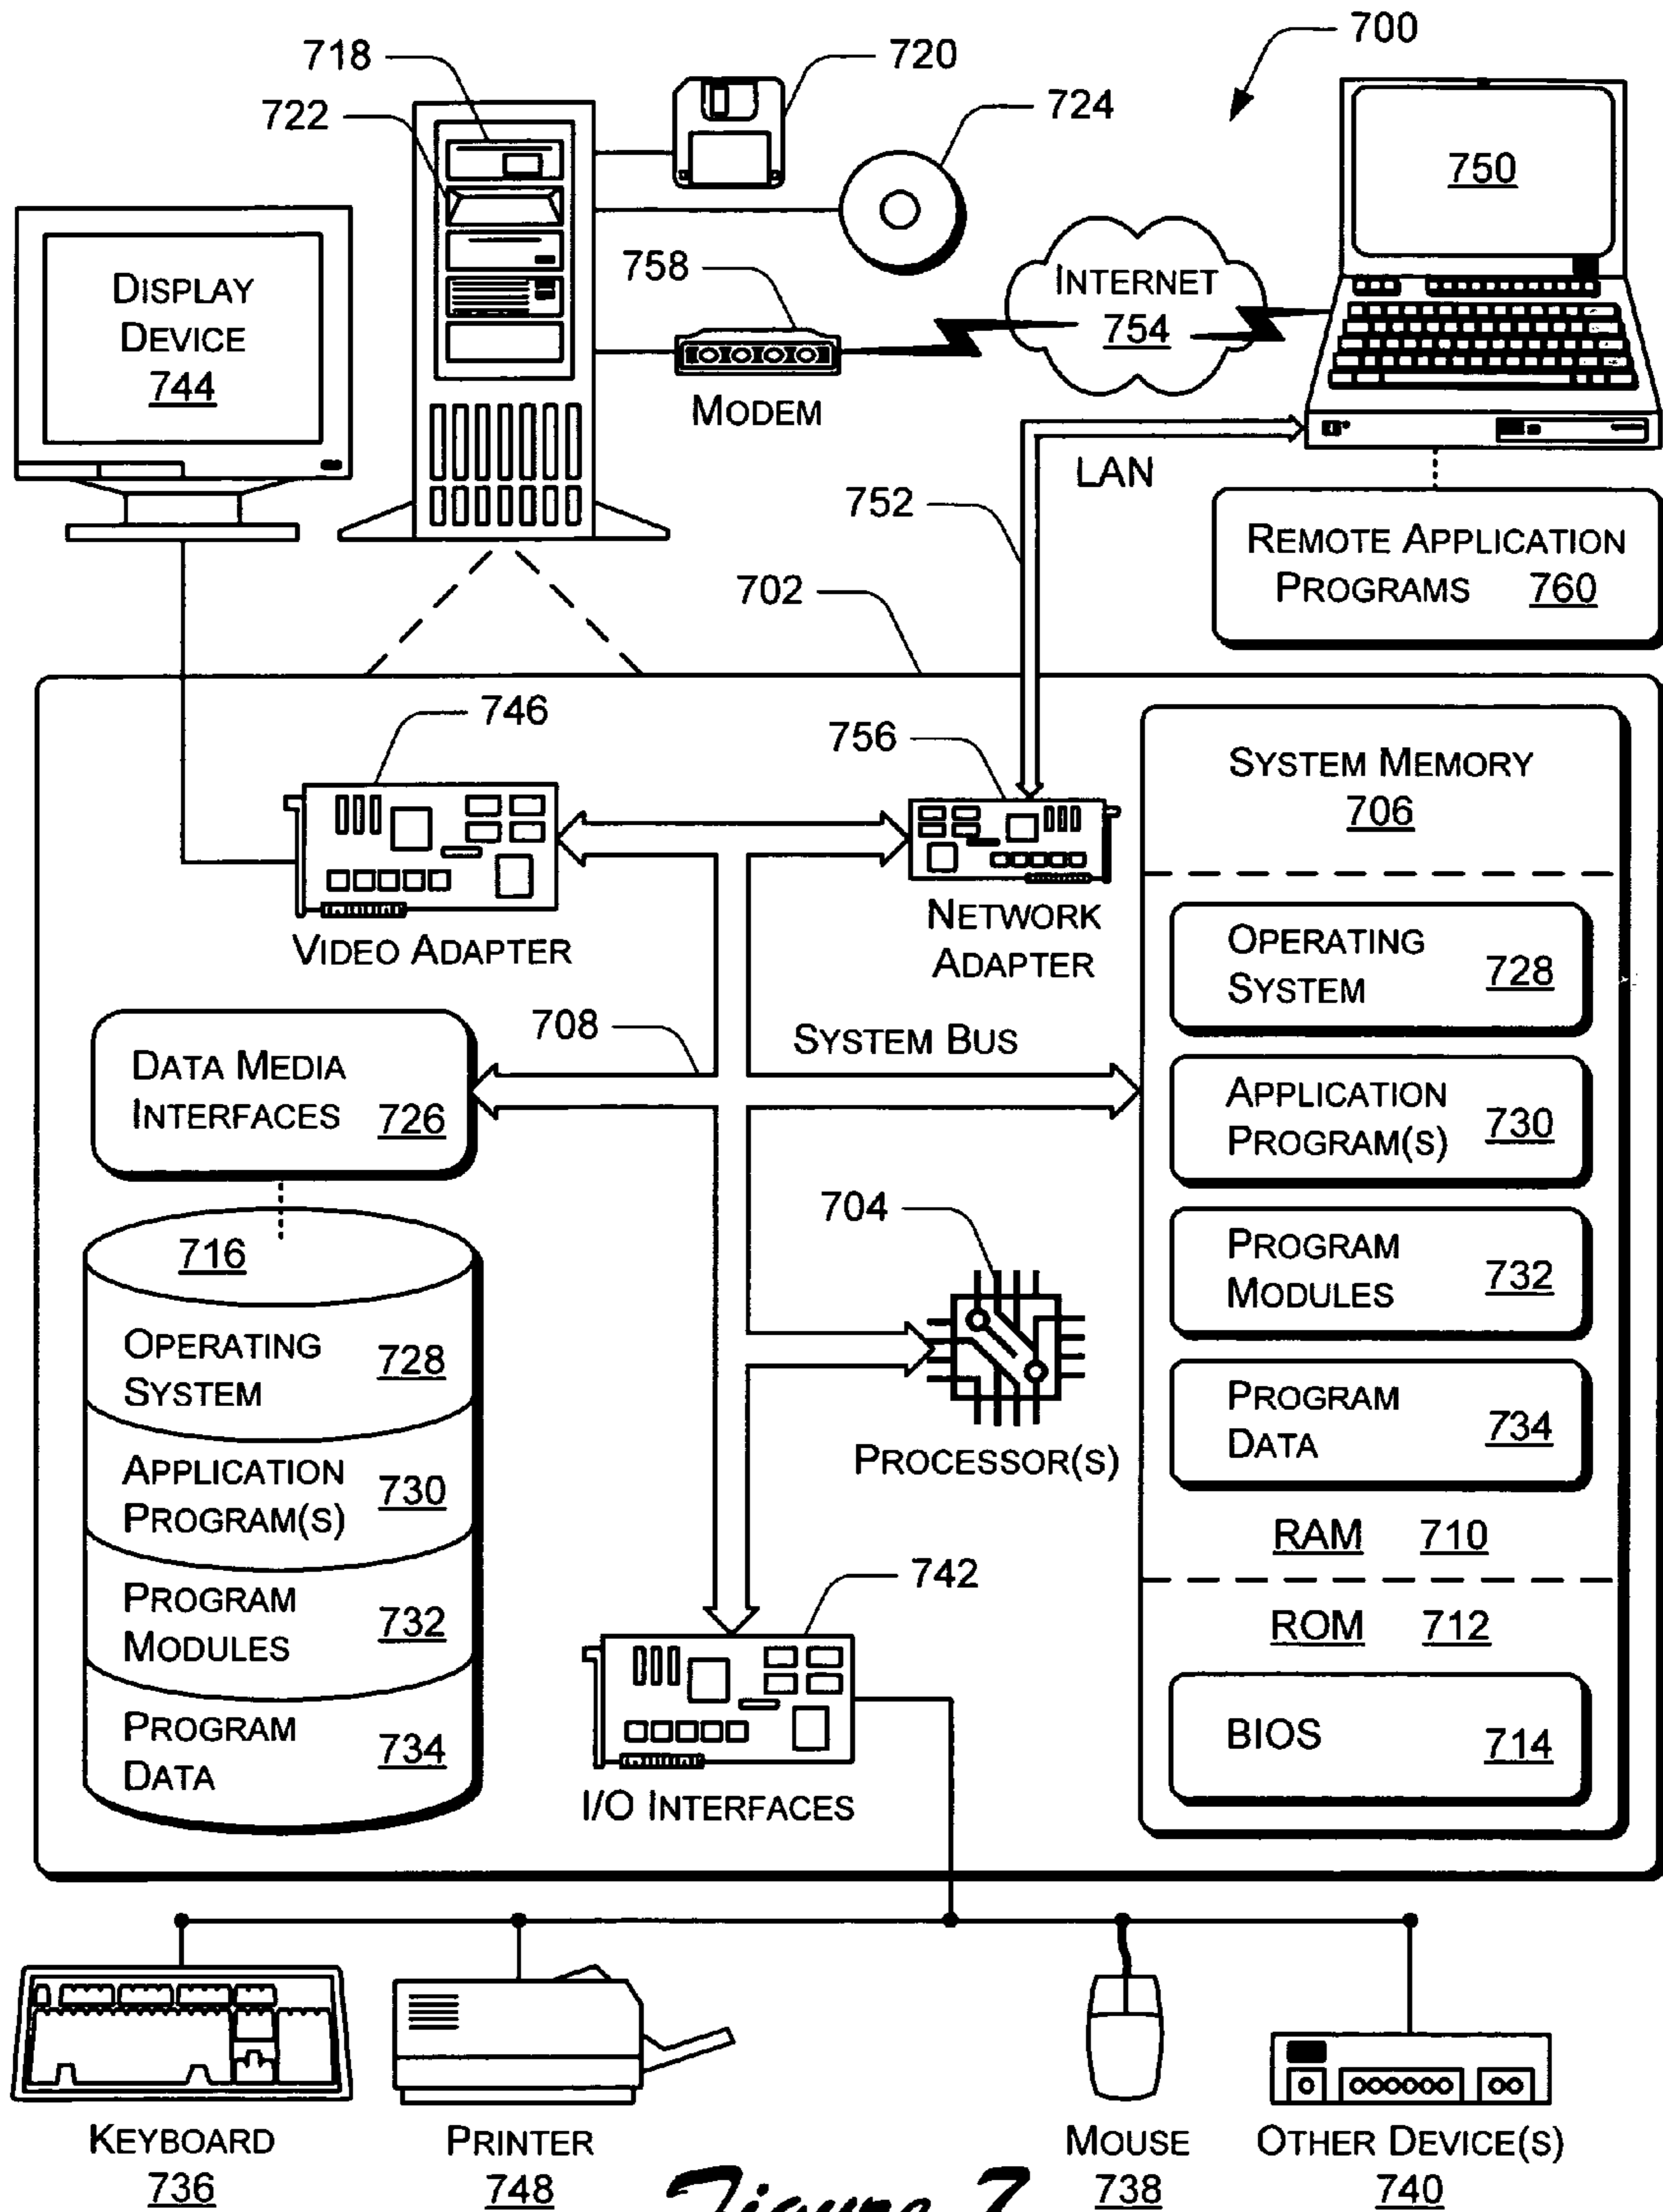 700
718
720
722
724
750
DISPLAY
DEVICE
744
758
INTERNET
754
MODEM
LAN
752
REMOTE APPLICATION
PROGRAMS 760
702
746
756
SYSTEM MEMORY
706
VIDEO ADAPTER
NETWORK
ADAPTER
OPERATING
SYSTEM 728
708
SYSTEM BUS
DATA MEDIA
INTERFACES 726
APPLICATION
PROGRAM(S) 730
704
PROGRAM
MODULES 732
716
OPERATING
SYSTEM 728
PROGRAM
DATA 734
PROCESSOR(S)
APPLICATION
PROGRAM(S) 730
RAM 710
742
PROGRAM
MODULES 732
ROM 712
PROGRAM
DATA 734
BIOS 714
I/O INTERFACES
KEYBOARD
736
PRINTER
748
MOUSE
738
OTHER DEVICE(S)
740
Figure 7